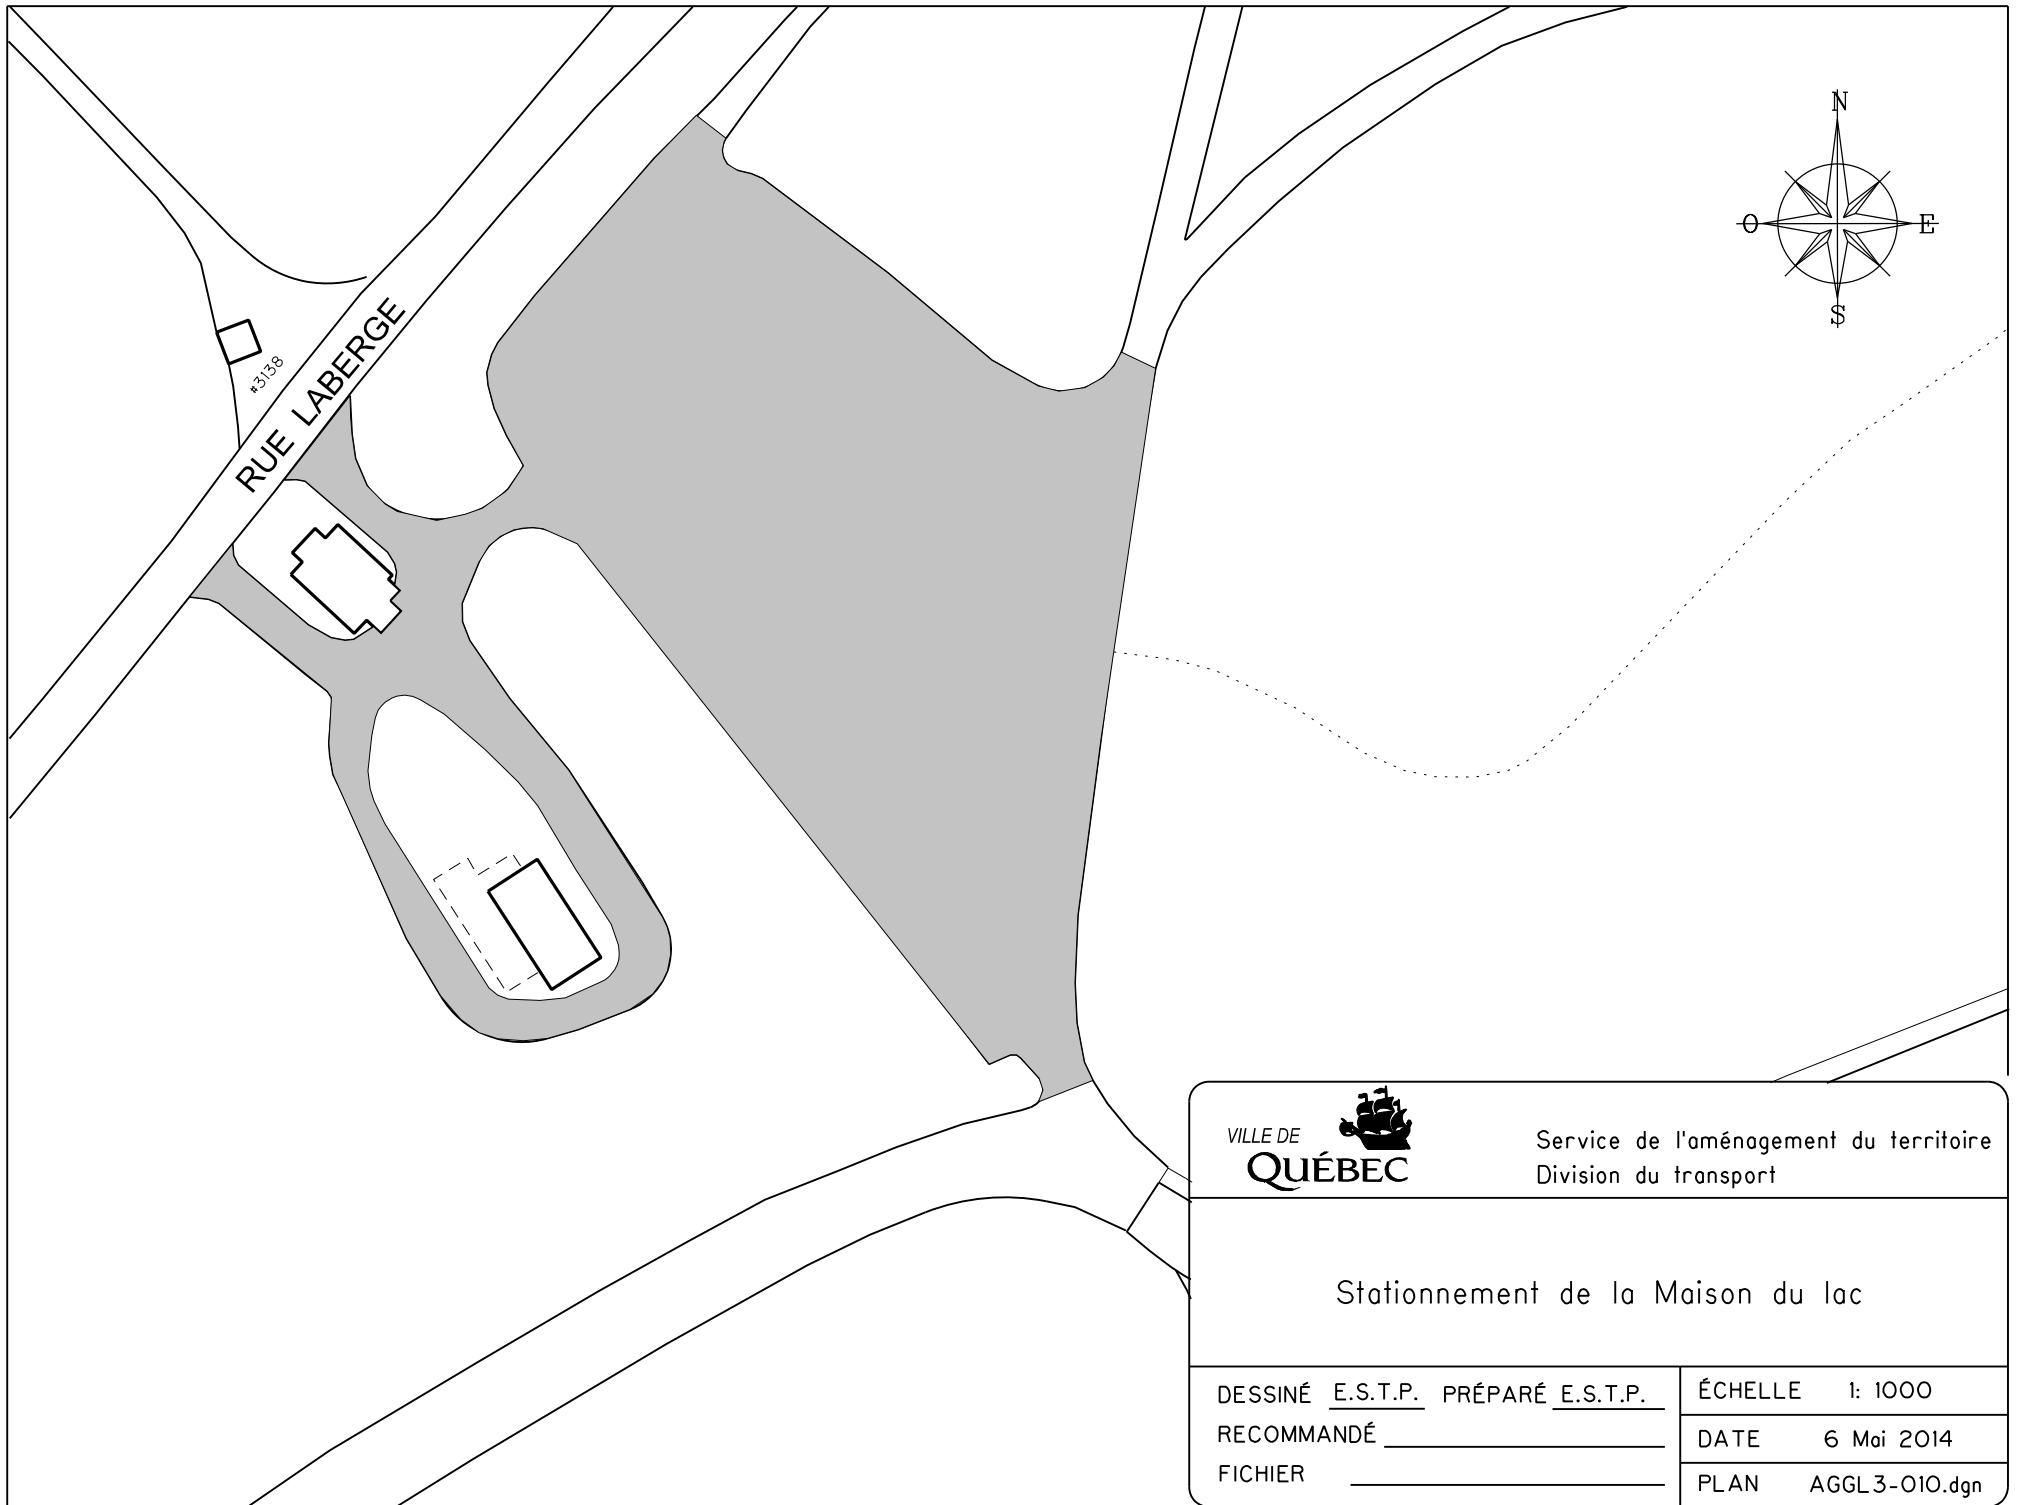 N
O E
S
#3138
RUE LABERGE
VILLE DE
QUÉBEC
Service de l'aménagement du territoire
Division du transport
Stationnement de la Maison du lac
DESSINÉ E.S.T.P. PRÉPARÉ E.S.T.P.
RECOMMANDÉ
FICHIER
ÉCHELLE 1: 1000
DATE 6 Mai 2014
PLAN AGGL3-010.dgn